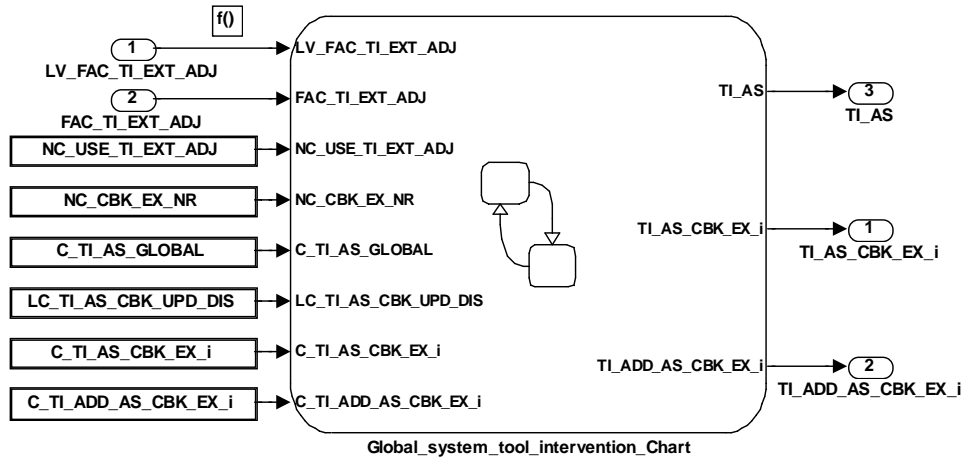 f()
1
LV_FAC_TI_EXT_ADJ
LV_FAC_TI_EXT_ADJ
2
FAC_TI_EXT_ADJ
FAC_TI_EXT_ADJ
NC_USE_TI_EXT_ADJ
NC_USE_TI_EXT_ADJ
NC_CBK_EX_NR
NC_CBK_EX_NR
C_TI_AS_GLOBAL
C_TI_AS_GLOBAL
LC_TI_AS_CBK_UPD_DIS
LC_TI_AS_CBK_UPD_DIS
C_TI_AS_CBK_EX_i
C_TI_AS_CBK_EX_i
C_TI_ADD_AS_CBK_EX_i
C_TI_ADD_AS_CBK_EX_i
TI_AS
3
TI_AS
TI_AS_CBK_EX_i
1
TI_AS_CBK_EX_i
TI_ADD_AS_CBK_EX_i
2
TI_ADD_AS_CBK_EX_i
Global_system_tool_intervention_Chart